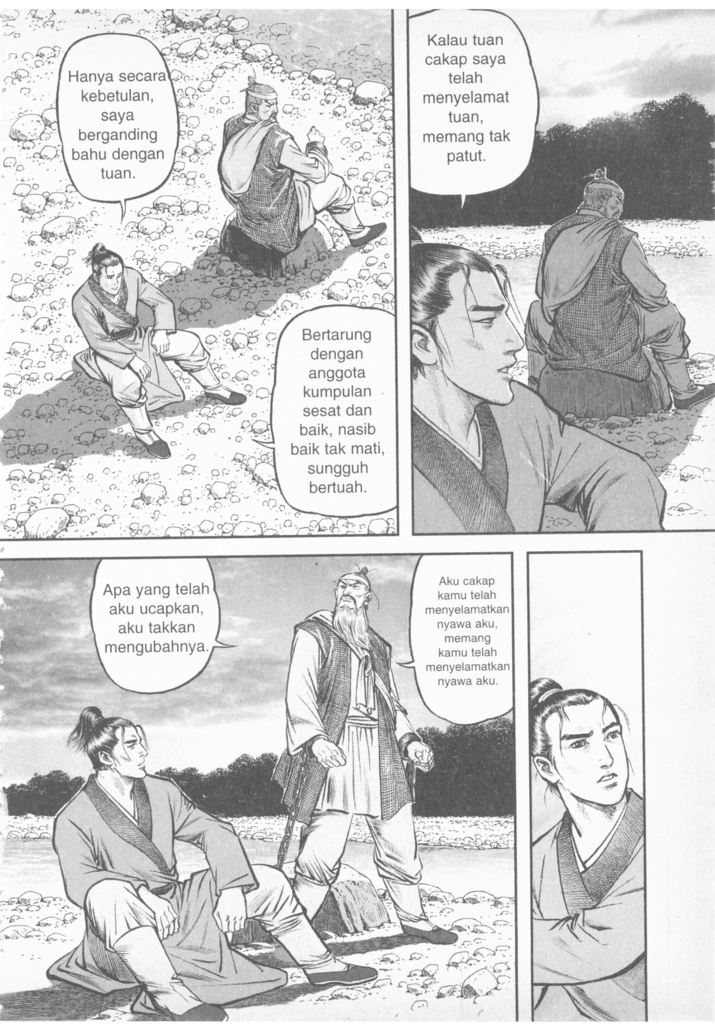 Hanya secara
kebetulan,
saya
berganding
bahu dengan
tuan.
Bertarung
dengan
anggota
kumpulan
sesat dan
baik, nasib
baik tak mati,
sungguh
bertuah.
Kalau tuan
cakap saya
telah
menyelamat
tuan,
memang tak
patut.
Apa yang telah
aku ucapkan,
aku takkan
mengubahnya.
Aku cakap
kamu telah
menyelamatkan
nyawa aku,
memang
kamu telah
menyelamatkan
nyawa aku.